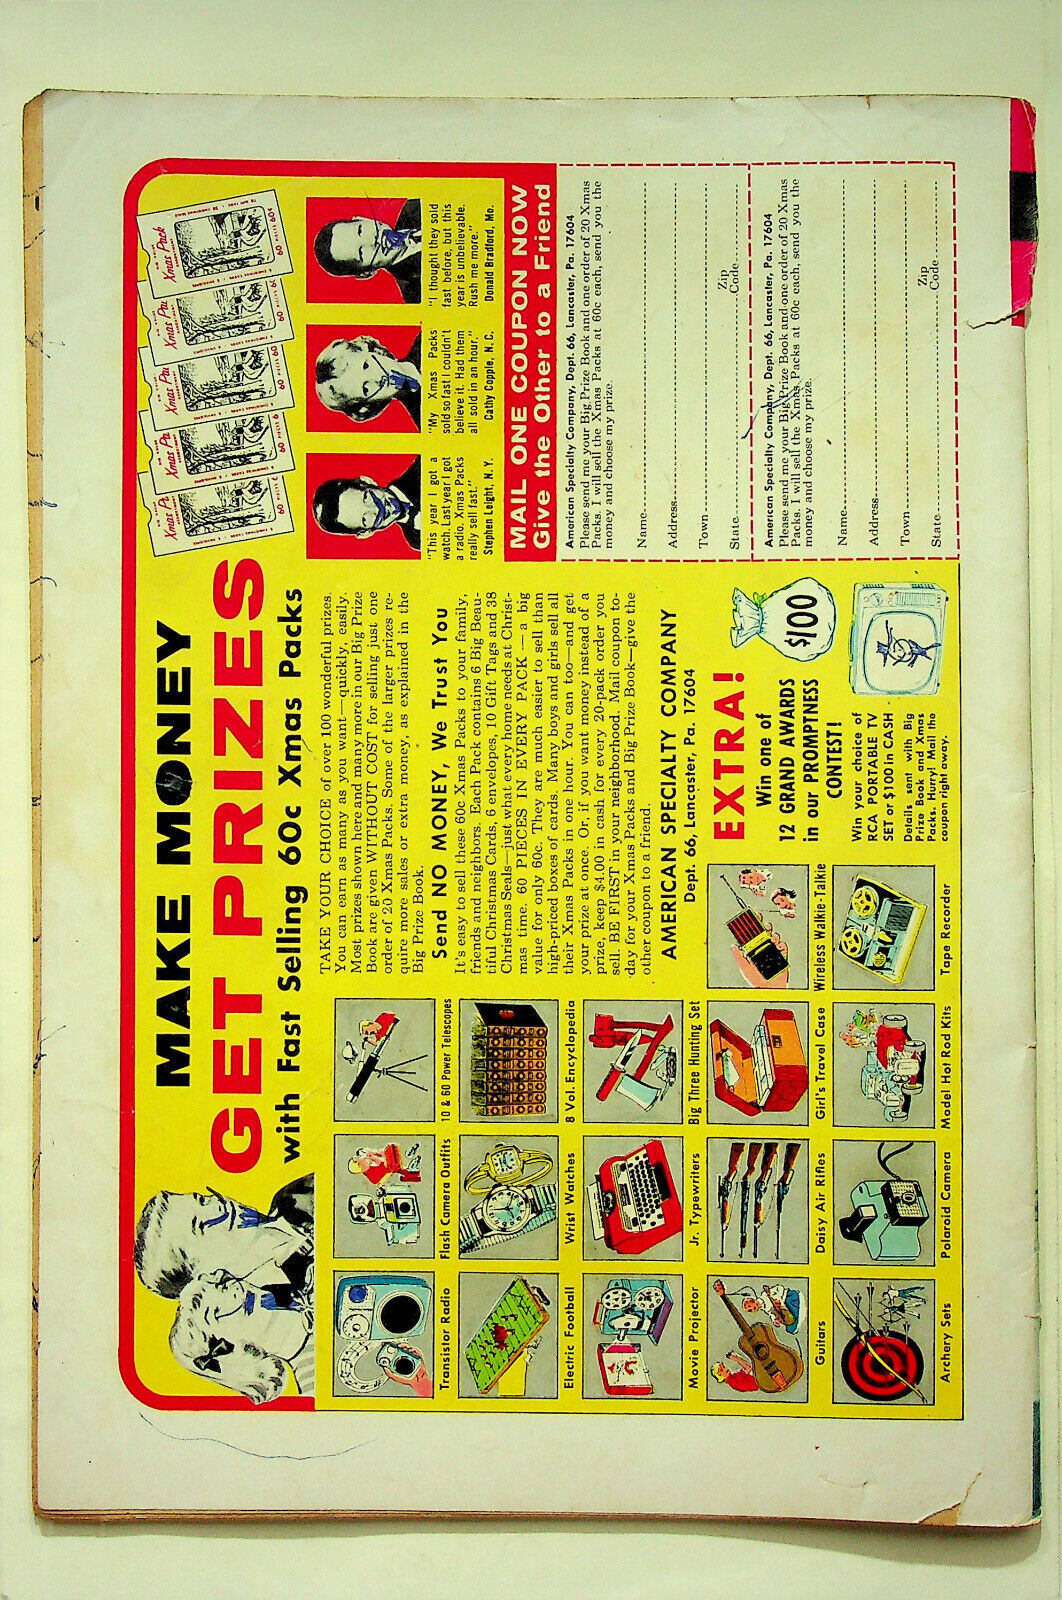 MAKE MONEY
GET PRIZES
with Fast Selling 60c Xmas Packs
TAKE YOUR CHOICE of over 100 wonderful prizes.
You can earn as many as you want—quickly, easily.
Most prizes shown here and many more in our Big Prize
Book are given WITHOUT COST for selling just one
order of 20 Xmas Packs. Some of the larger prizes re-
quire more sales or extra money, as explained in the
Big Prize Book.
Send NO MONEY, We Trust You
It's easy to sell these 60c Xmas Packs to your family,
friends and neighbors. Each Pack contains 6 Big Beau-
tiful Christmas Cards, 6 envelopes, 10 Gift Tags and 38
Christmas Seals—just what every home needs at Christ-
mas time. 60 PIECES IN EVERY PACK — a big
value for only 60c. They are much easier to sell than
high-priced boxes of cards. Many boys and girls sell all
their Xmas Packs in one hour. You can too—and get
your prize at once. Or, if you want money instead of a
prize, keep $4.00 in cash for every 20-pack order you
sell. BE FIRST in your neighborhood. Mail coupon to-
day for your Xmas Packs and Big Prize Book—give the
other coupon to a friend.
AMERICAN SPECIALTY COMPANY
Dept. 66, Lancaster, Pa. 17604
Transistor Radio
Flash Camera Outfits
10 & 60 Power Telescopes
Electric Football
Wrist Watches
8 Vol. Encyclopedia
Movie Projector
Jr. Typewriters
Big Three Hunting Set
Guitars
Daisy Air Rifles
Girl's Travel Case
Wireless Walkie-Talkie
Archery Sets
Polaroid Camera
Model Hot Rod Kits
Tape Recorder
EXTRA!
Win one of
12 GRAND AWARDS
in our PROMPTNESS
CONTEST!
$100
Win your choice of
RCA PORTABLE TV
SET or $100 in CASH
Details sent with Big
Prize Book and Xmas
Packs. Hurry! Mail the
coupon right away.
Xmas Pack
60 PIECES 60¢
Xmas Pa
60
Xmas Pa
60
Xmas Pa
60
Xmas P
60
"This year I got a
watch. Last year I got
a radio. Xmas Packs
really sell fast."
Stephen Leight, N.Y.
"My Xmas Packs
sold so fast I couldn't
believe it. Had them
all sold in an hour."
Cathy Copple, N.C.
"I thought they sold
fast before, but this
year is unbelievable.
Rush me more."
Donald Bradford, Mo.
MAIL ONE COUPON NOW
Give the Other to a Friend
American Specialty Company, Dept. 66, Lancaster, Pa. 17604
Please send me your Big Prize Book and one order of 20 Xmas
Packs. I will sell the Xmas Packs at 60c each, send you the
money and choose my prize.
Name
Address
Town
State Zip Code
American Specialty Company, Dept. 66, Lancaster, Pa. 17604
Please send me your Big Prize Book and one order of 20 Xmas
Packs. I will sell the Xmas Packs at 60c each, send you the
money and choose my prize.
Name
Address
Town
State Zip Code